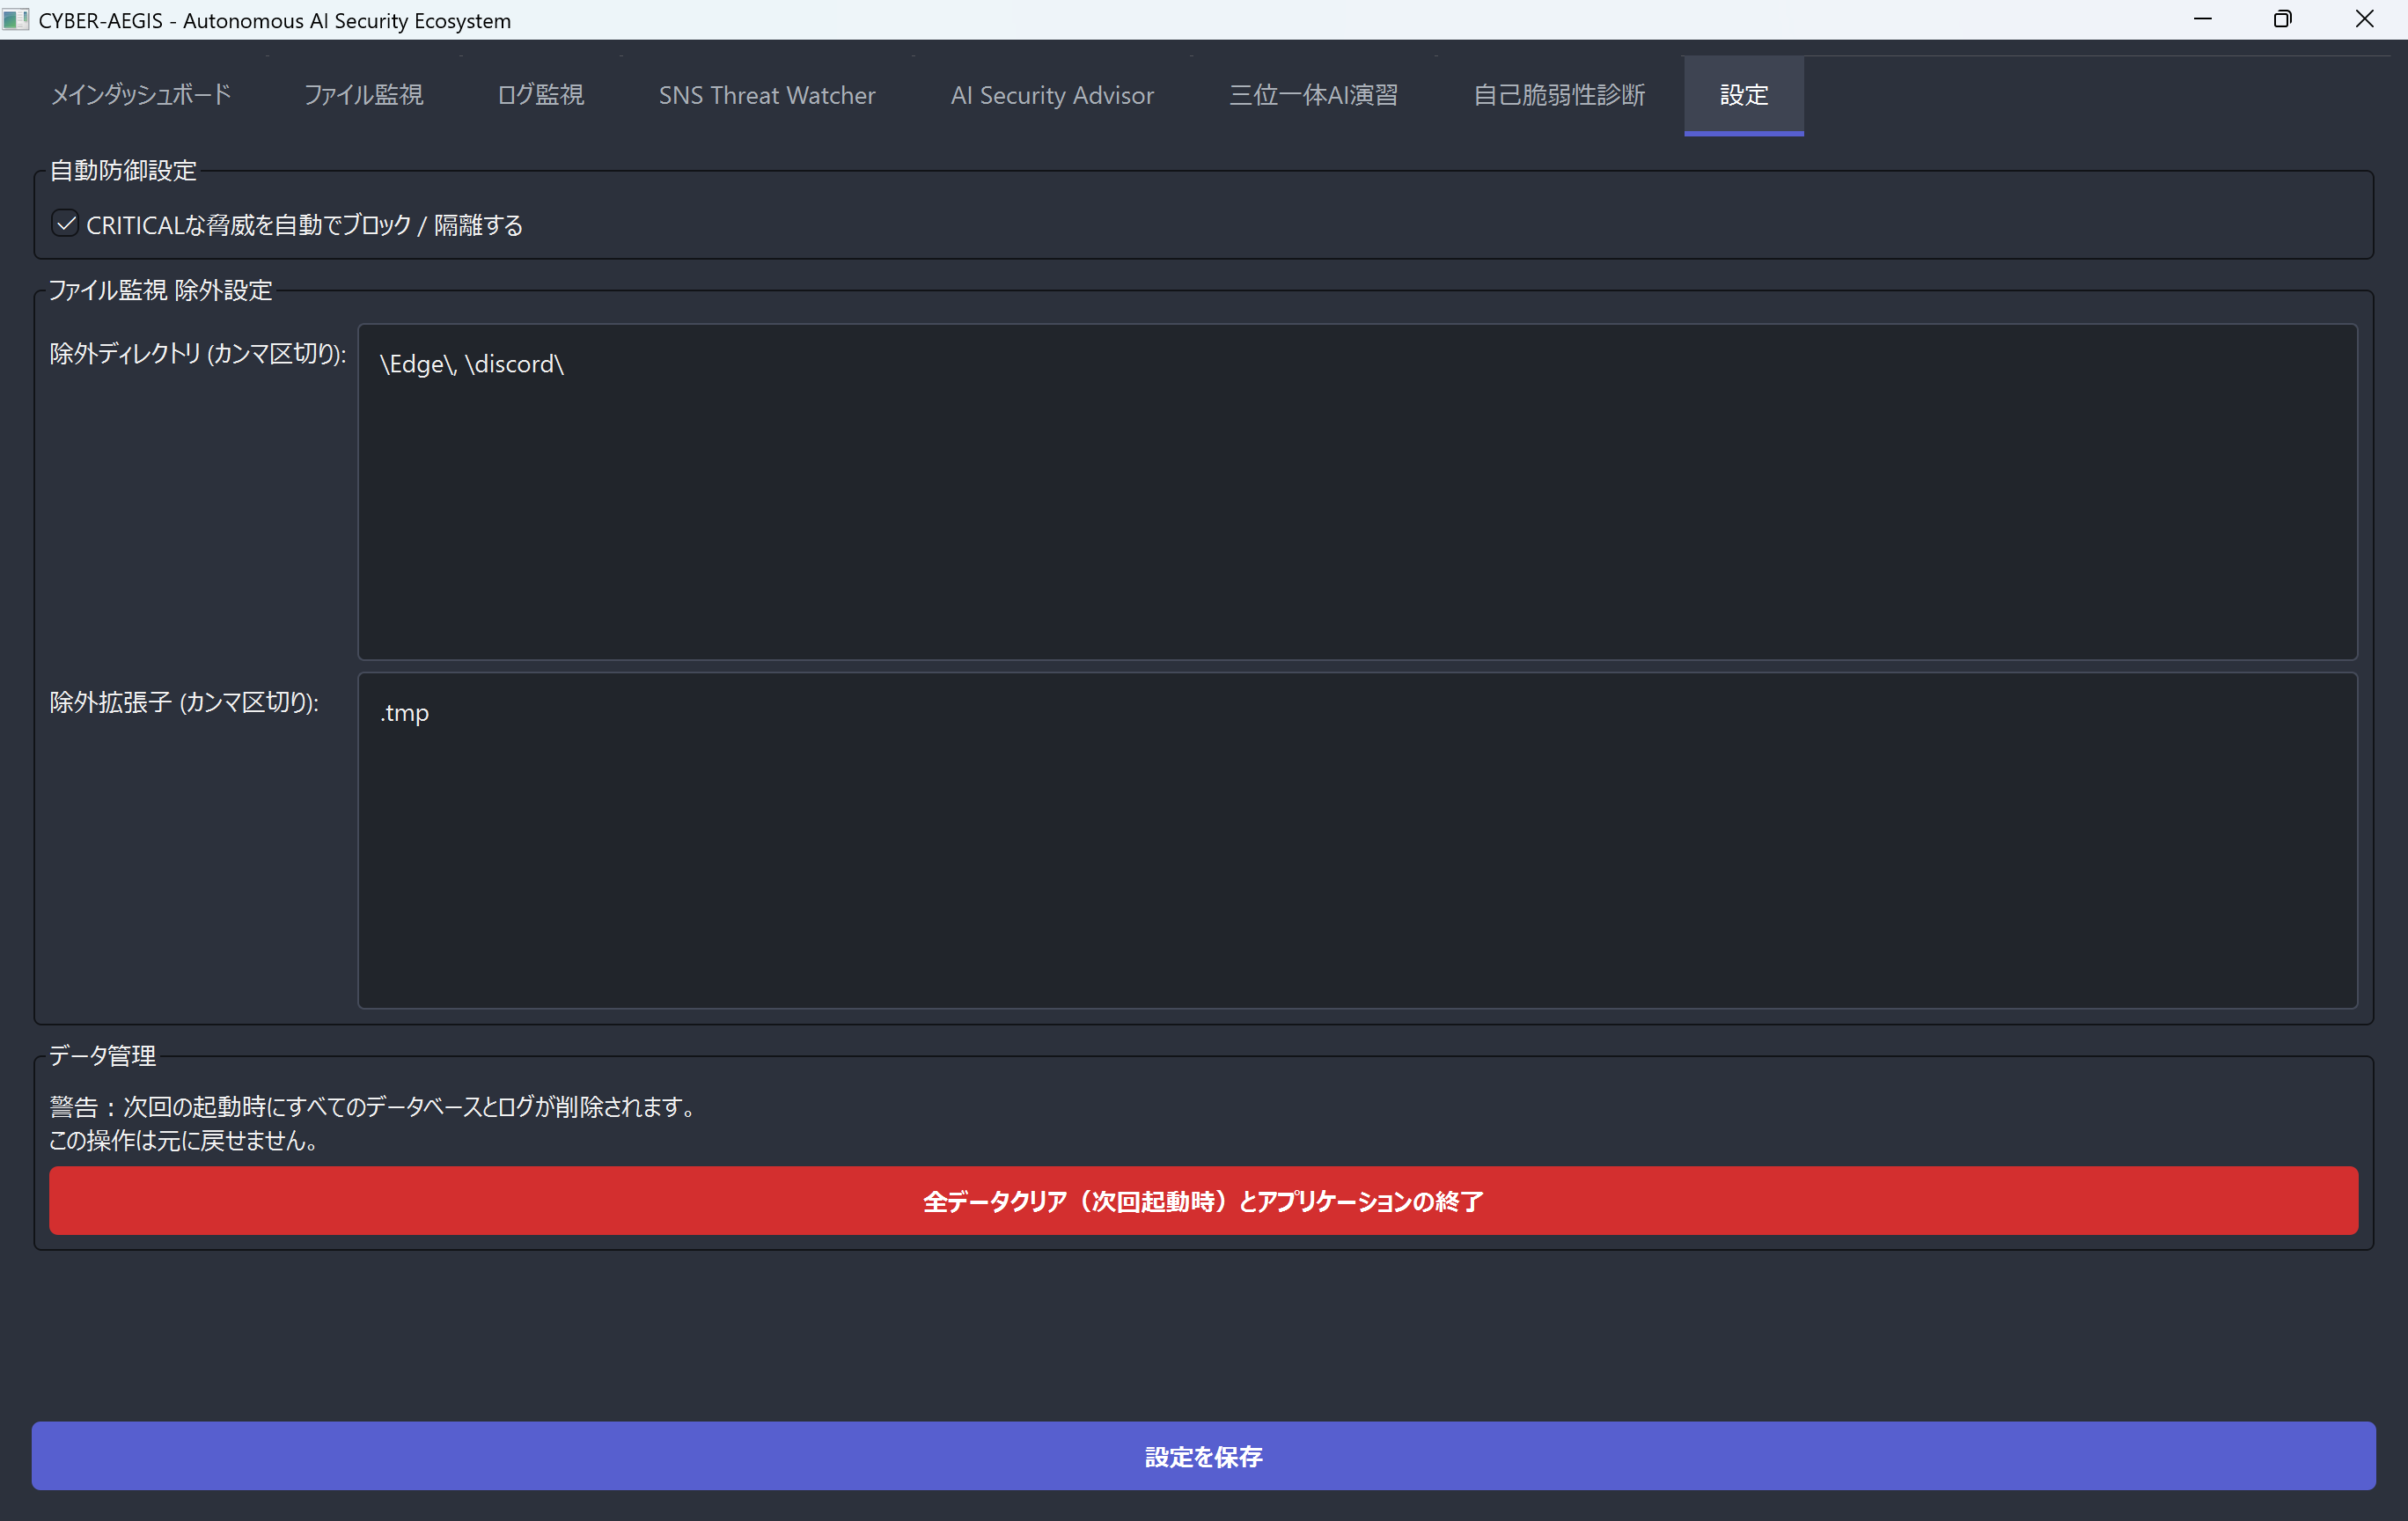 CYBER-AEGIS - Autonomous AI Security Ecosystem
メインダッシュボード ファイル監視 ログ監視 SNS Threat Watcher AI Security Advisor 三位一体AI演習 自己脆弱性診断 設定
自動防御設定
CRITICALな脅威を自動でブロック / 隔離する
ファイル監視 除外設定
除外ディレクトリ (カンマ区切り): \Edge\, \discord\
除外拡張子 (カンマ区切り): .tmp
データ管理
警告：次回の起動時にすべてのデータベースとログが削除されます。
この操作は元に戻せません。
全データクリア（次回起動時）とアプリケーションの終了
設定を保存